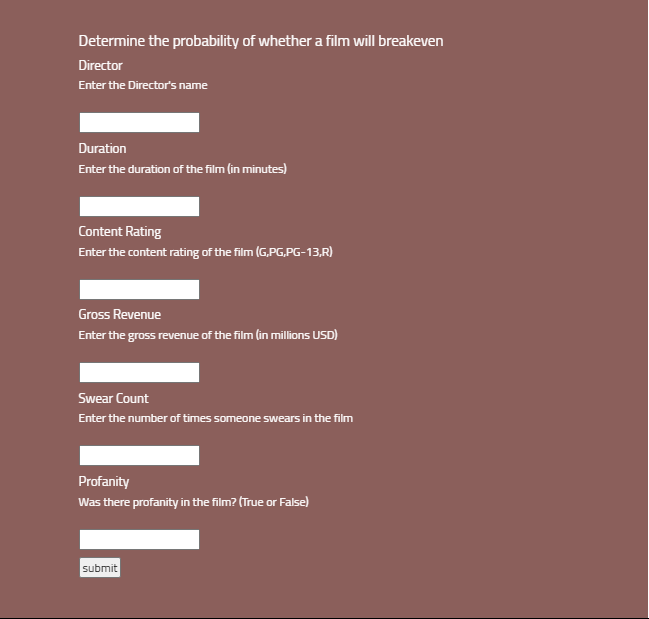 Determine the probability of whether a film will breakeven
Director
Enter the Director's name
Duration
Enter the duration of the film (in minutes)
Content Rating
Enter the content rating of the film (G,PG,PG-13,R)
Gross Revenue
Enter the gross revenue of the film (in millions USD)
Swear Count
Enter the number of times someone swears in the film
Profanity
Was there profanity in the film? (True or False)
submit